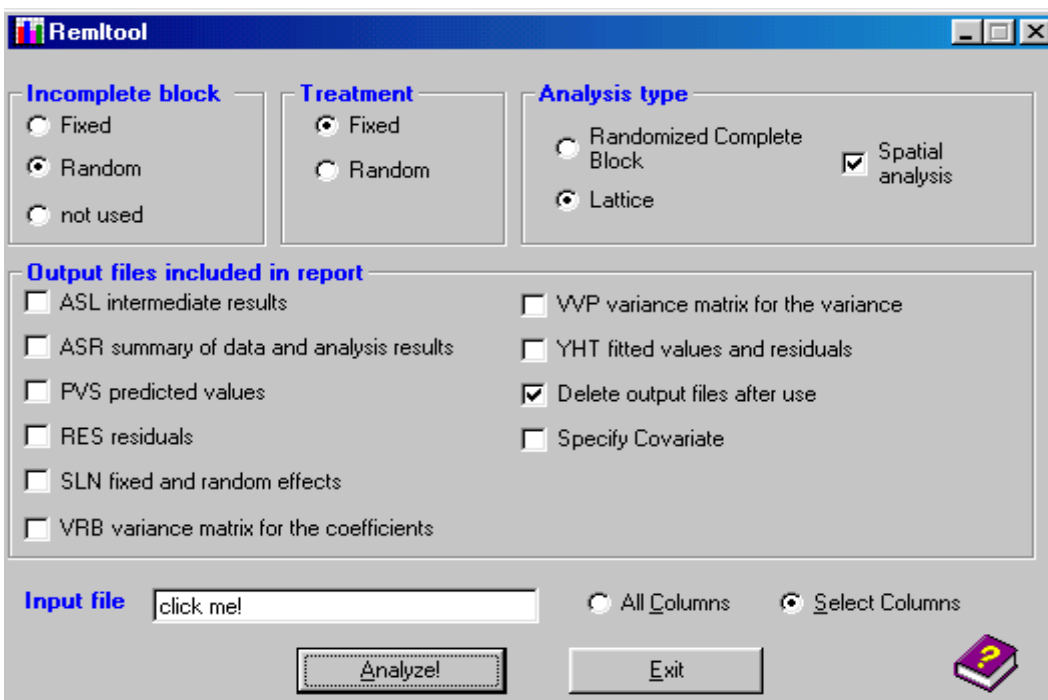 Remltool
Incomplete block
Fixed
Random
not used
Treatment
Fixed
Random
Analysis type
Randomized Complete
Block
Lattice
Spatial
analysis
Output files included in report
ASL intermediate results
ASR summary of data and analysis results
PVS predicted values
RES residuals
SLN fixed and random effects
VRB variance matrix for the coefficients
VVP variance matrix for the variance
YHT fitted values and residuals
Delete output files after use
Specify Covariate
Input file
click me!
All Columns
Select Columns
Analyze!
Exit
?